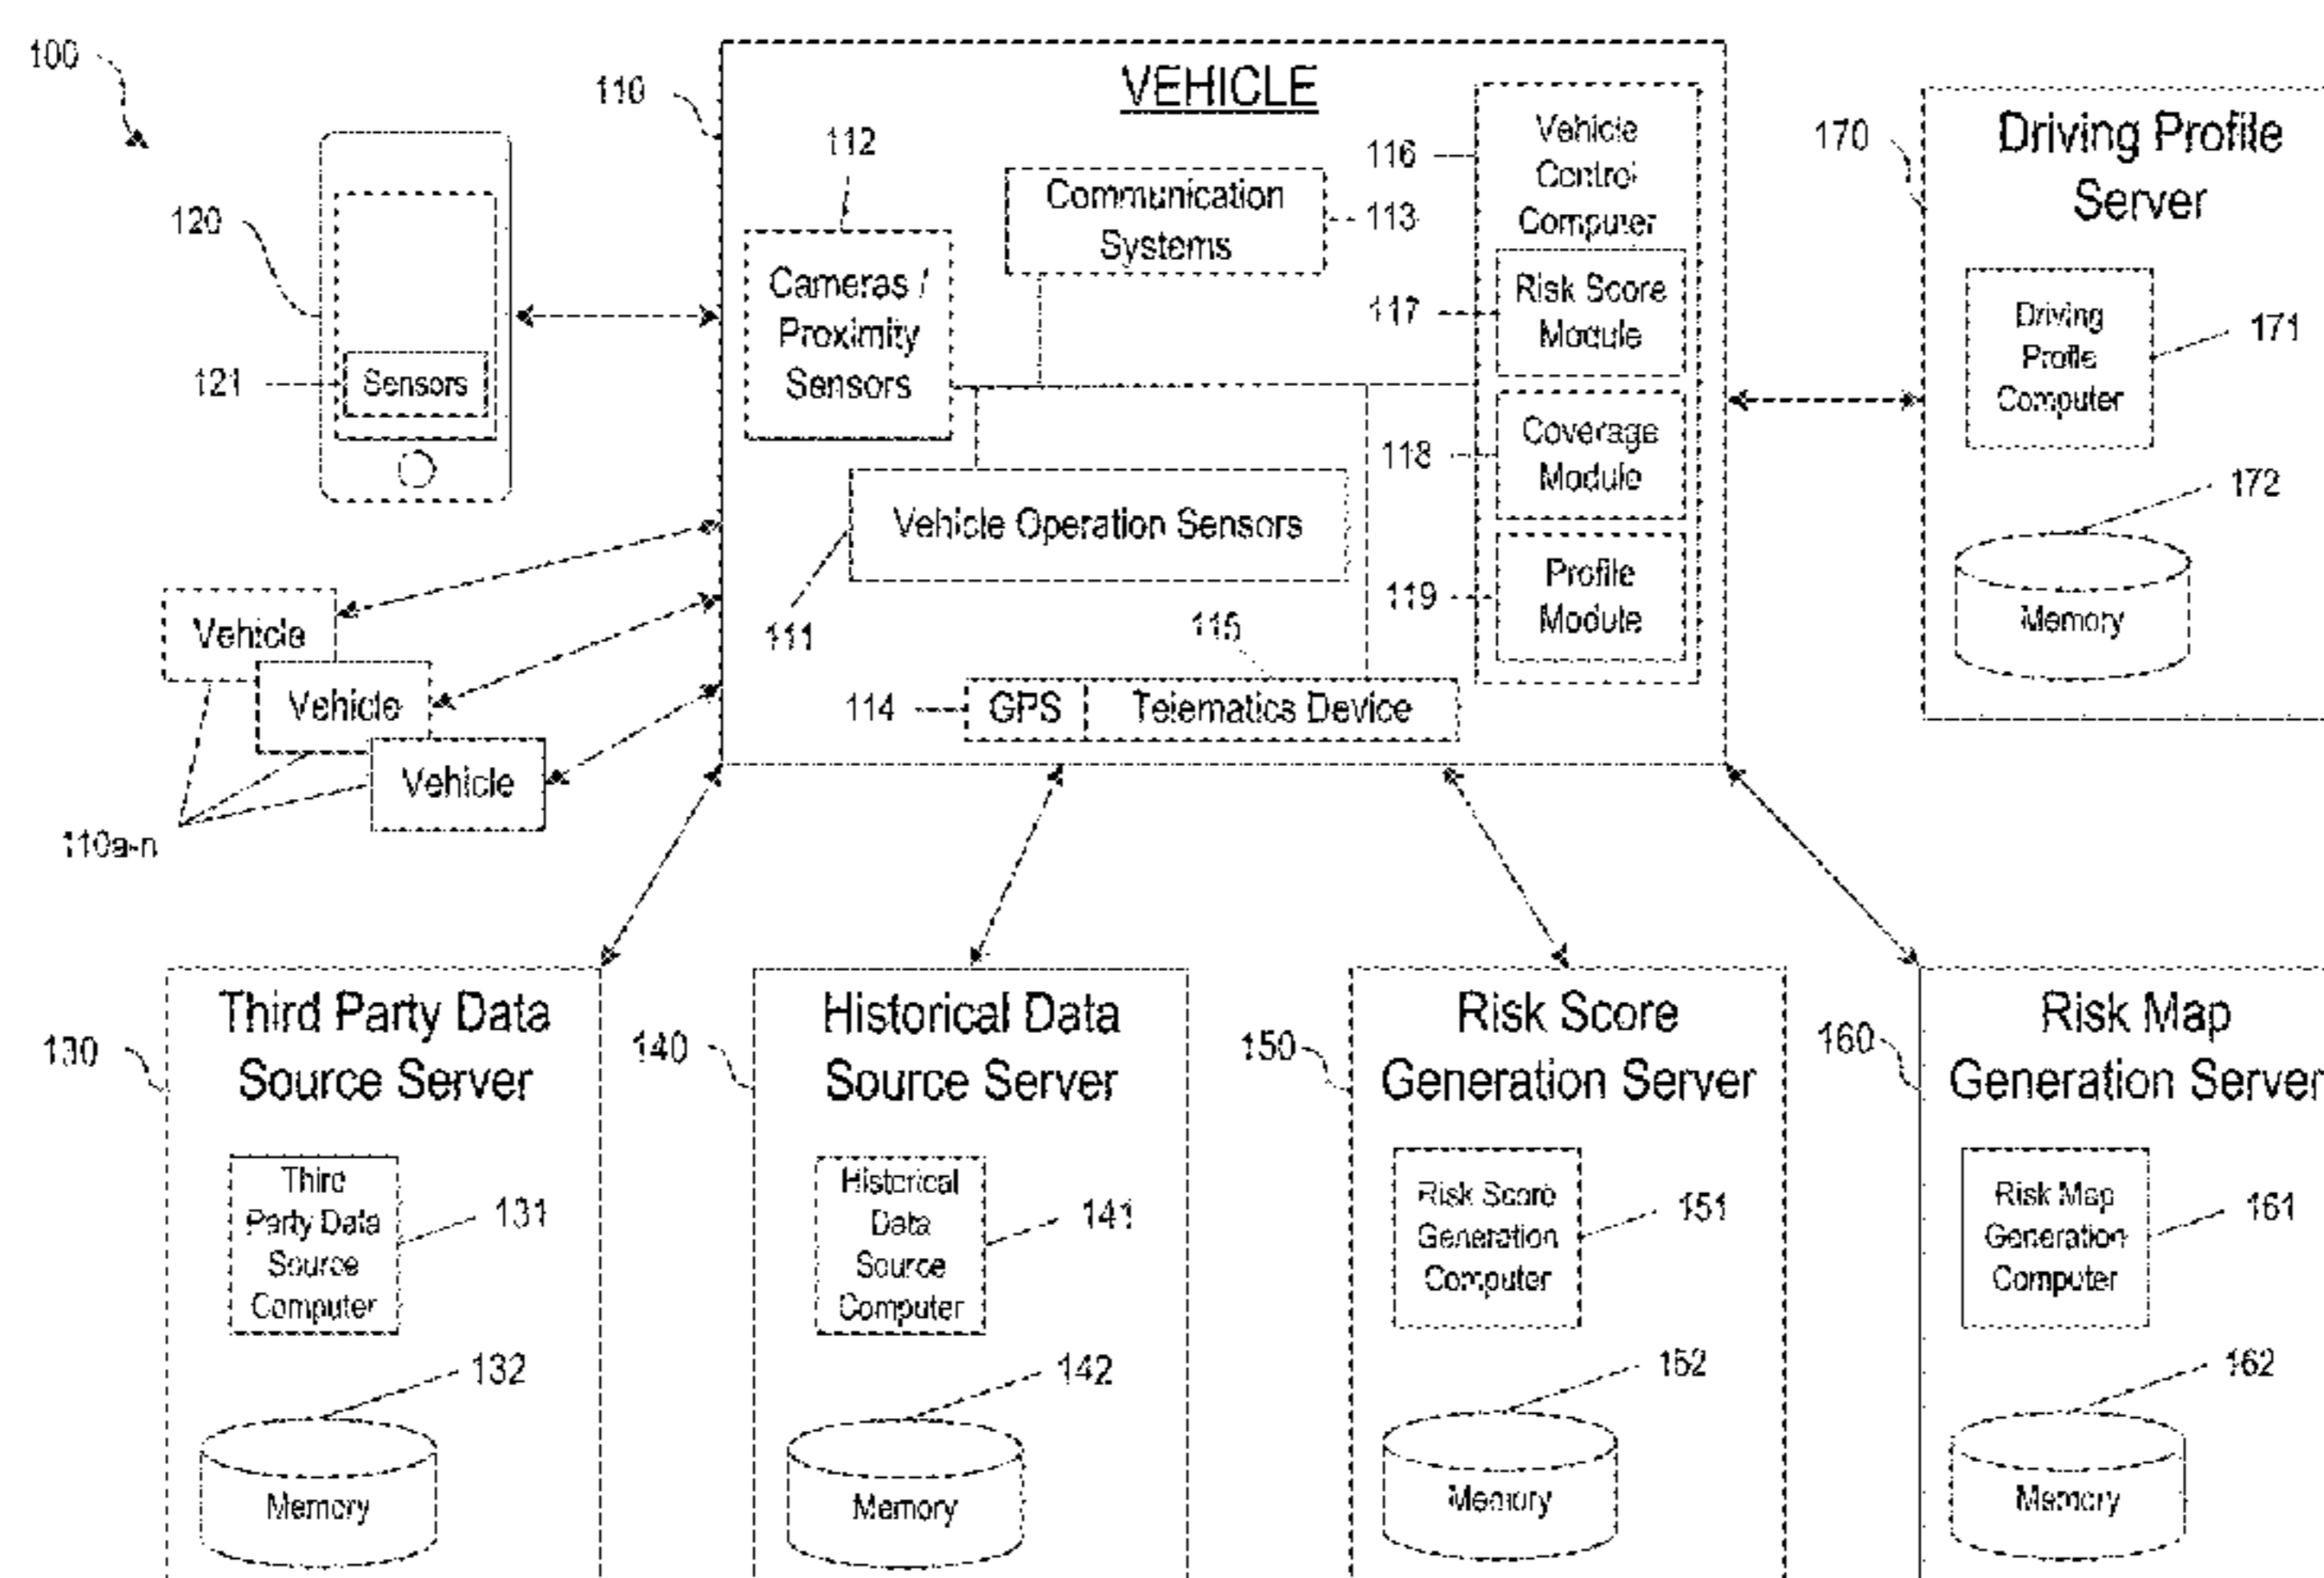 100
110
VEHICLE
112
Communication
Systems
113
116
Vehicle
Control
Computer
170
Driving Profile
Server
120
Cameras /
Proximity
Sensors
117
Risk Score
Module
Driving
Profile
Computer
171
121
Sensors
118
Coverage
Module
172
Vehicle Operation Sensors
111
119
Profile
Module
Memory
115
114
GPS
Telematics Device
Vehicle
Vehicle
Vehicle
110a-n
130
Third Party Data
Source Server
Third
Party Data
Source
Computer
131
132
Memory
140
Historical Data
Source Server
Historical
Data
Source
Computer
141
142
Memory
150
Risk Score
Generation Server
Risk Score
Generation
Computer
151
152
Memory
160
Risk Map
Generation Server
Risk Map
Generation
Computer
161
162
Memory